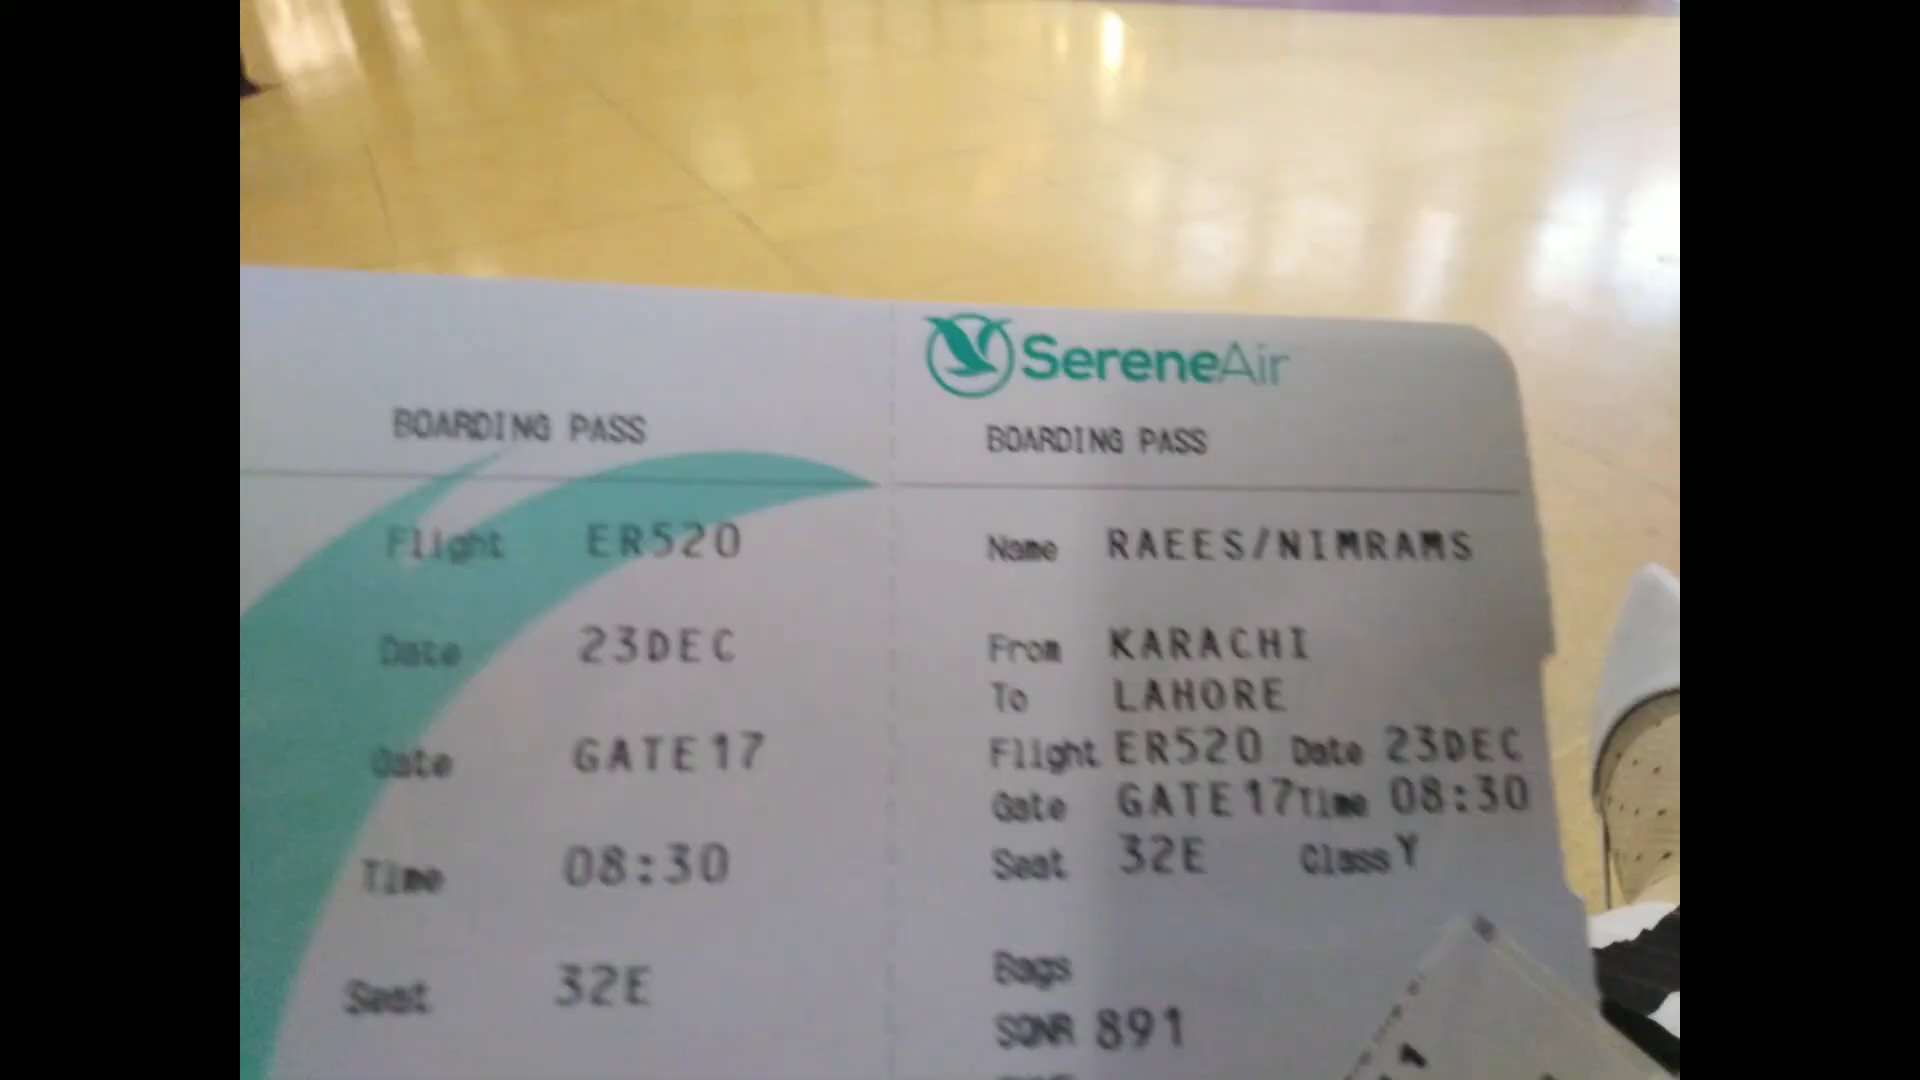 BOARDING PASS
Flight ER520
Date 23DEC
Gate GATE17
Time 08:30
Seat 32E
SereneAir
BOARDING PASS
Name RAEES/NIMRAMS
From KARACHI
To LAHORE
Flight ER520 Date 23DEC
Gate GATE17 Time 08:30
Seat 32E Class Y
Bags
SQNR 891